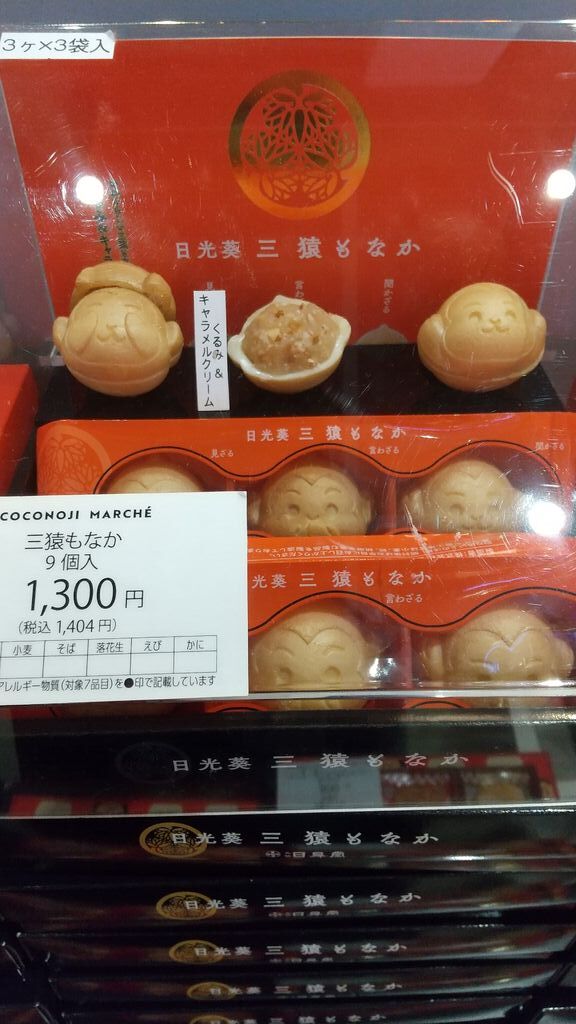 3ヶ×3袋入
日光葵 三猿もなか
言わ
聞かざる
くるみ&
キャラメルクリーム
日光葵 三猿もなか
見ざる
言わざる
聞かざる
COCONOJI MARCHÉ
三猿もなか
9個入
1,300円
(税込 1,404円)
小麦 そば 落花生 えび かに
アレルギー物質(対象7品目)を●印で記載しています
光葵 三猿もなか
言わざる
日光葵 三猿もなか
日光葵 三猿もなか
日光葵 三猿もなか
日光葵 三猿もなか
日光葵 三猿もなか
日光葵 三猿もなか